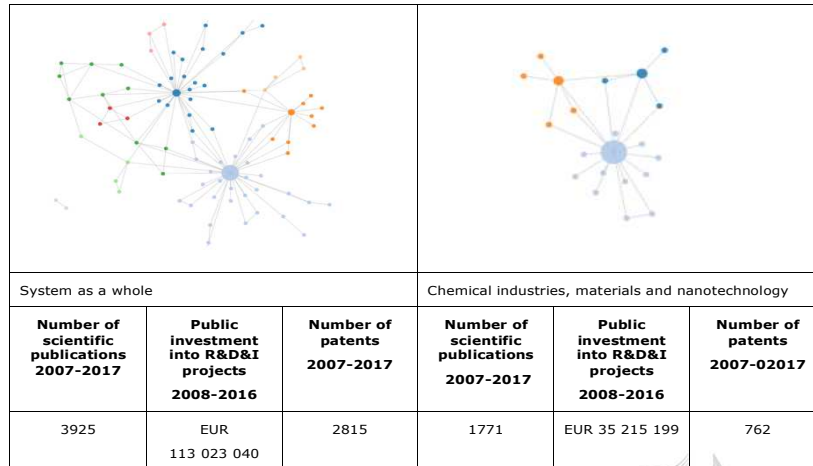 System as a whole
Chemical industries, materials and nanotechnology
Number of
scientific
publications
2007-2017
Public
investment
into R&D&I
projects
2008-2016
Number of
patents
2007-2017
Number of
scientific
publications
2007-2017
Public
investment
into R&D&I
projects
2008-2016
Number of
patents
2007-02017
3925
EUR
113 023 040
2815
1771
EUR 35 215 199
762